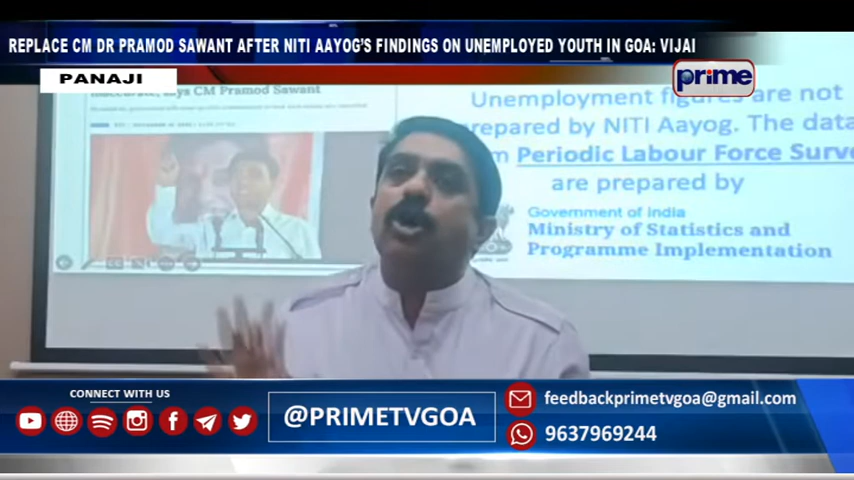 REPLACE CM DR PRAMOD SAWANT AFTER NITI AAYOG'S FINDINGS ON UNEMPLOYED YOUTH IN GOA: VIJAI
PANAJI
prime
says CM Pramod Sawant
Unemployment figures are not
prepared by NITI Aayog. The data
Periodic Labour Force Surve
are prepared by
Government of India
Ministry of Statistics and
Programme Implementation
CONNECT WITH US
@PRIMETVGOA
feedbackprimetvgoa@gmail.com
9637969244